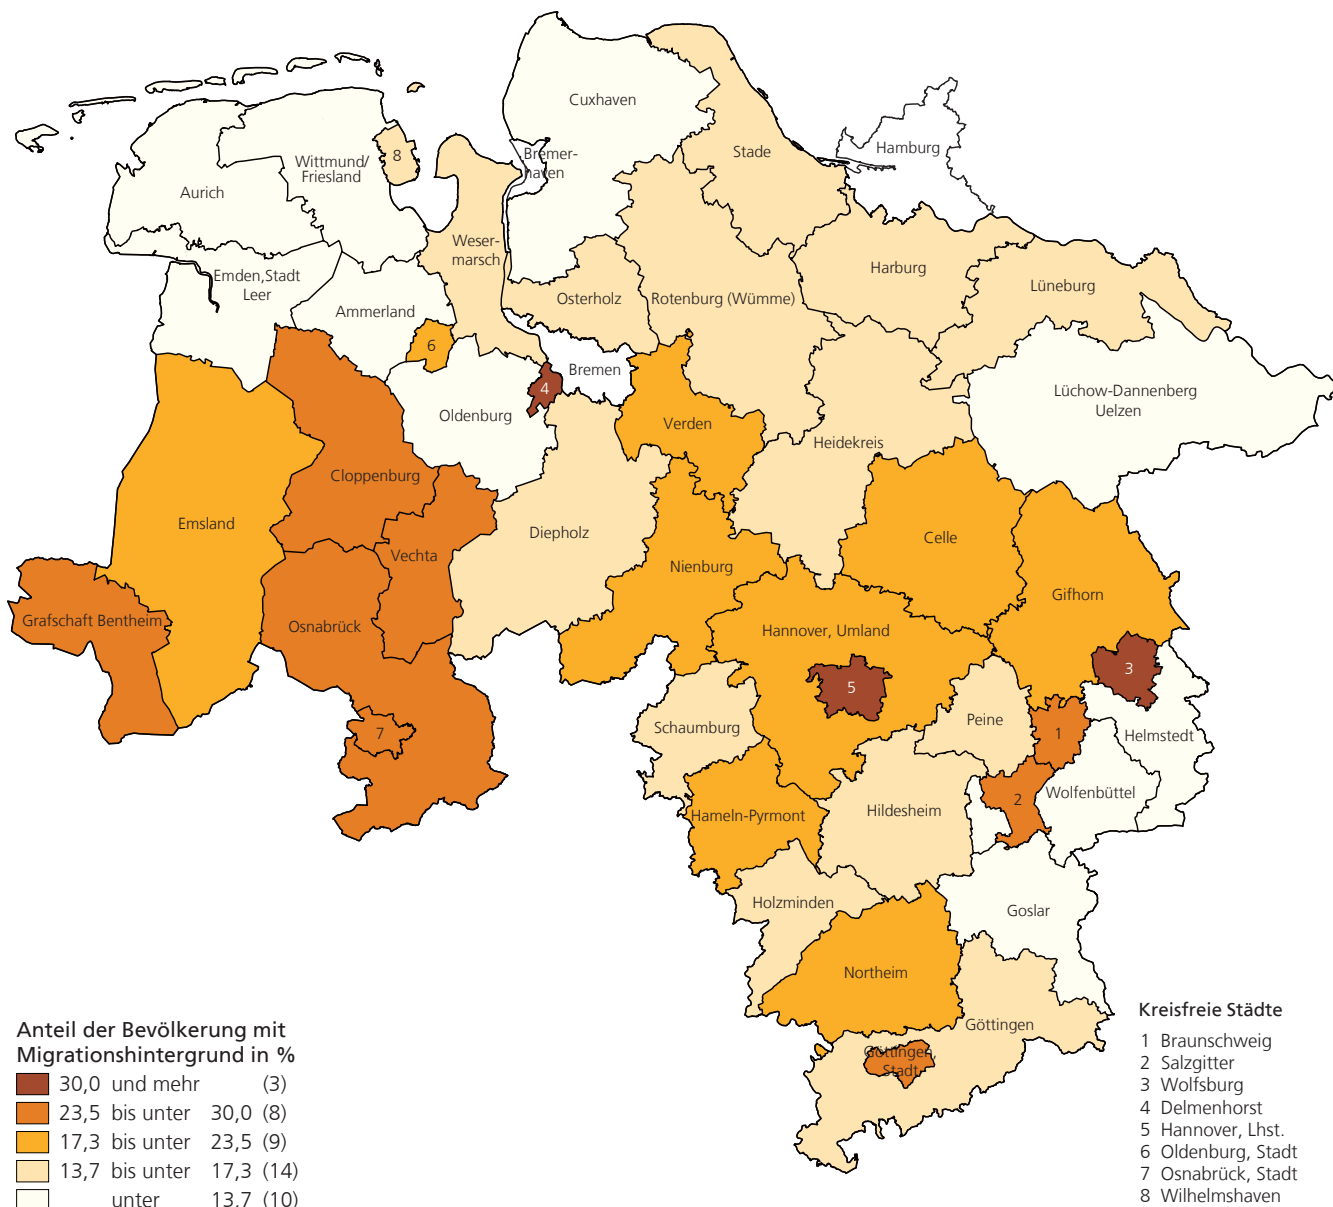 Cuxhaven
Hamburg
Bremer-
haven
Stade
8
Wittmund/
Friesland
Aurich
Weser-
marsch
Harburg
Emden,Stadt
Leer
Lüneburg
Osterholz
Rotenburg (Wümme)
Ammerland
6
Bremen
4
Lüchow-Dannenberg
Uelzen
Oldenburg
Verden
Heidekreis
Cloppenburg
Emsland
Diepholz
Celle
Vechta
Nienburg
Gifhorn
Grafschaft Bentheim
Osnabrück
Hannover, Umland
3
5
Schaumburg
Peine
7
1
Helmstedt
2
Wolfenbüttel
Hameln-Pyrmont
Hildesheim
Holzminden
Goslar
Northeim
Göttingen
Göttingen,
Stadt
Anteil der Bevölkerung mit
Migrationshintergrund in %
30,0 und mehr (3)
23,5 bis unter 30,0 (8)
17,3 bis unter 23,5 (9)
13,7 bis unter 17,3 (14)
unter 13,7 (10)
Kreisfreie Städte
1 Braunschweig
2 Salzgitter
3 Wolfsburg
4 Delmenhorst
5 Hannover, Lhst.
6 Oldenburg, Stadt
7 Osnabrück, Stadt
8 Wilhelmshaven